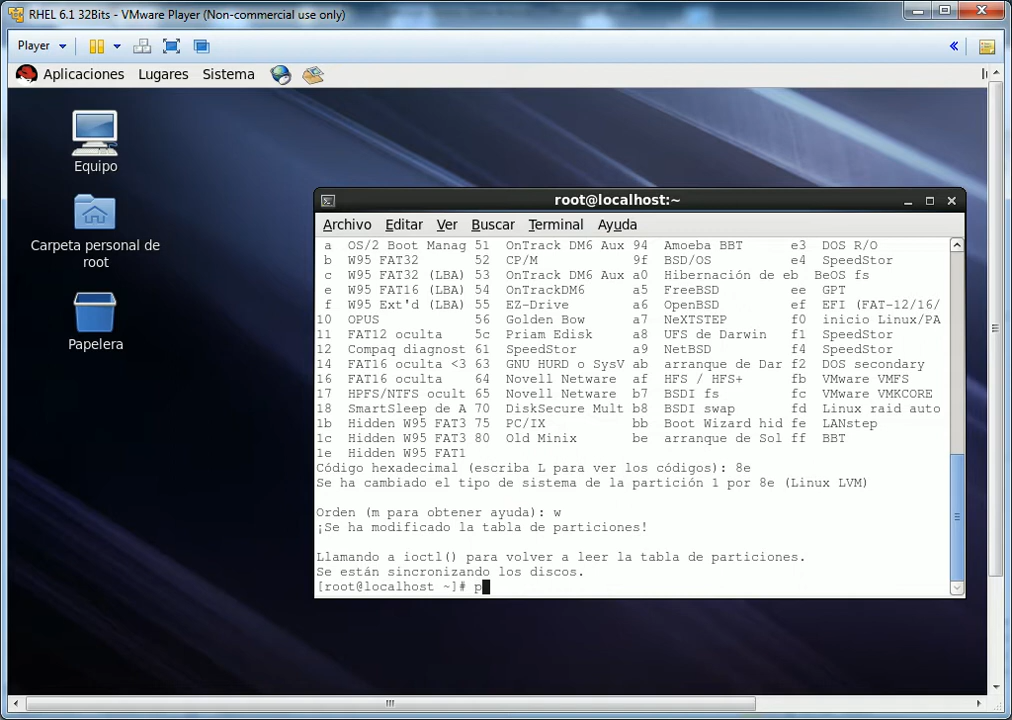 RHEL 6.1 32Bits - VMware Player (Non-commercial use only)
Player
Aplicaciones Lugares Sistema
Equipo
Carpeta personal de
root
Papelera
root@localhost:~
Archivo Editar Ver Buscar Terminal Ayuda
a OS/2 Boot Manag 51 OnTrack DM6 Aux 94 Amoeba BBT e3 DOS R/O
b W95 FAT32 52 CP/M 9f BSD/OS e4 SpeedStor
c W95 FAT32 (LBA) 53 OnTrack DM6 Aux a0 Hibernación de eb BeOS fs
e W95 FAT16 (LBA) 54 OnTrackDM6 a5 FreeBSD ee GPT
f W95 Ext'd (LBA) 55 EZ-Drive a6 OpenBSD ef EFI (FAT-12/16/
10 OPUS 56 Golden Bow a7 NeXTSTEP f0 inicio Linux/PA
11 FAT12 oculta 5c Priam Edisk a8 UFS de Darwin f1 SpeedStor
12 Compaq diagnost 61 SpeedStor a9 NetBSD f4 SpeedStor
14 FAT16 oculta <3 63 GNU HURD o SysV ab arranque de Dar f2 DOS secondary
16 FAT16 oculta 64 Novell Netware af HFS / HFS+ fb VMware VMFS
17 HPFS/NTFS ocult 65 Novell Netware b7 BSDI fs fc VMware VMKCORE
18 SmartSleep de A 70 DiskSecure Mult b8 BSDI swap fd Linux raid auto
1b Hidden W95 FAT3 75 PC/IX bb Boot Wizard hid fe LANstep
1c Hidden W95 FAT3 80 Old Minix be arranque de Sol ff BBT
1e Hidden W95 FAT1
Código hexadecimal (escriba L para ver los códigos): 8e
Se ha cambiado el tipo de sistema de la partición 1 por 8e (Linux LVM)
Orden (m para obtener ayuda): w
¡Se ha modificado la tabla de particiones!
Llamando a ioctl() para volver a leer la tabla de particiones.
Se están sincronizando los discos.
[root@localhost ~]# p